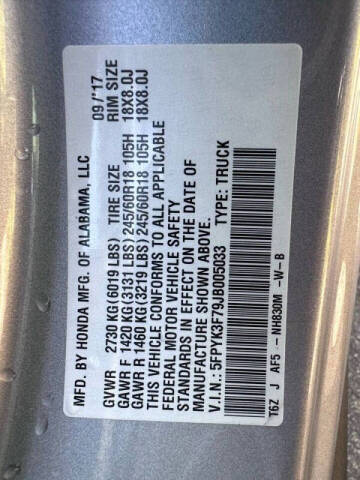 MFD. BY HONDA MFG. OF ALABAMA, LLC 09/'17
GVWR 2730 KG(6019 LBS) TIRE SIZE RIM SIZE
GAWR F 1420 KG(3131 LBS)245/60R18 105H 18X8.0J
GAWR R 1460 KG(3219 LBS)245/60R18 105H 18X8.0J
THIS VEHICLE CONFORMS TO ALL APPLICABLE
FEDERAL MOTOR VEHICLE SAFETY
STANDARDS IN EFFECT ON THE DATE OF
MANUFACTURE SHOWN ABOVE.
V.I.N.: 5FPYK3F79JB005033 TYPE: TRUCK
T6Z J AF5 -NH830M -W-B